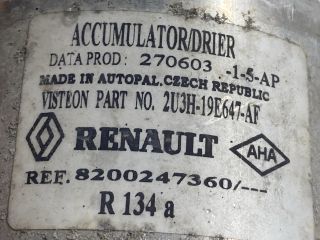 ACCUMULATOR/DRIER
DATA PROD: 270603 -1-5-AP
MADE IN AUTOPAL, CZECH REPUBLIC
VISTEON PART NO. 2U3H-19E647-AF
RENAULT AHA
REF. 8200247360/---
R 134 a